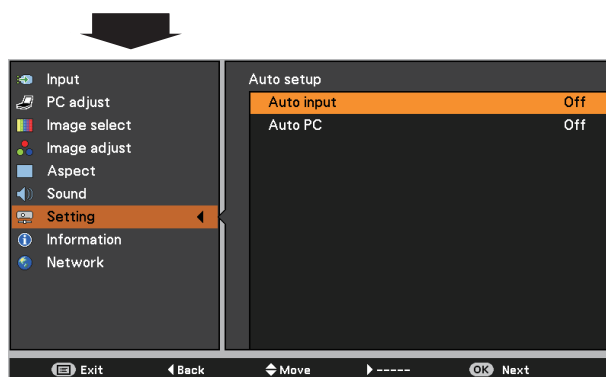 Input
PC adjust
Image select
Image adjust
Aspect
Sound
Setting
Information
Network
Auto setup
Auto input Off
Auto PC Off
Exit Back Move ----- OK Next